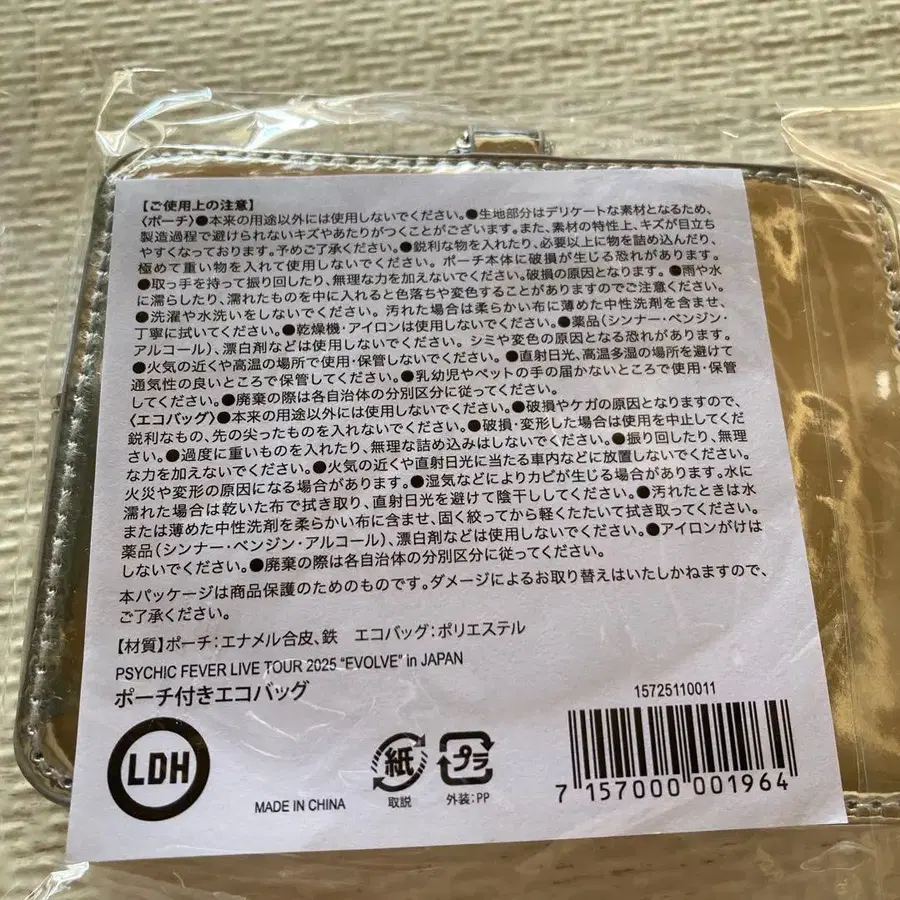 【ご使用上の注意】
〈ポーチ〉●本来の用途以外には使用しないでください。●生地部分はデリケートな素材となるため、
製造過程で避けられないキズやあたりがつくことがございます。また、素材の特性上、キズが目立ち
やすくなっております。予めご了承ください。●鋭利な物を入れたり、必要以上に物を詰め込んだり、
極めて重い物を入れて使用しないでください。ポーチ本体に破損が生じる恐れがあります。
●取っ手を持って振り回したり、無理な力を加えないでください。破損の原因となります。●雨や水
に濡らしたり、濡れたものを中に入れると色落ちや変色することがありますのでご注意ください。
●洗濯や水洗いをしないでください。汚れた場合は柔らかい布に薄めた中性洗剤を含ませ、
丁寧に拭いてください。●乾燥機・アイロンは使用しないでください。●薬品(シンナー・ベンジン・
アルコール)、漂白剤などは使用しないでください。シミや変色の原因となる恐れがあります。
●火気の近くや高温の場所で使用・保管しないでください。●直射日光、高温多湿の場所を避けて
通気性の良いところで保管してください。●乳幼児やペットの手の届かないところで使用・保管
してください。●廃棄の際は各自治体の分別区分に従ってください。
〈エコバッグ〉●本来の用途以外には使用しないでください。●破損やケガの原因となりますので、
鋭利なもの、先の尖ったものを入れないでください。●破損・変形した場合は使用を中止してくだ
さい。●過度に重いものを入れたり、無理な詰め込みはしないでください。●振り回したり、無理
な力を加えないでください。●火気の近くや直射日光に当たる車内などに放置しないでください。
火災や変形の原因になる場合があります。●湿気などによりカビが生じる場合があります。水に
濡れた場合は乾いた布で拭き取り、直射日光を避けて陰干ししてください。●汚れたときは水
または薄めた中性洗剤を柔らかい布に含ませ、固く絞ってから軽くたたいて拭き取ってください。
薬品(シンナー・ベンジン・アルコール)、漂白剤などは使用しないでください。●アイロンがけは
しないでください。●廃棄の際は各自治体の分別区分に従ってください。
本パッケージは商品保護のためのものです。ダメージによるお取り替えはいたしかねますので、
ご了承ください。
【材質】ポーチ:エナメル合皮、鉄　エコバッグ:ポリエステル
PSYCHIC FEVER LIVE TOUR 2025 “EVOLVE” in JAPAN
ポーチ付きエコバッグ
15725110011
LDH
MADE IN CHINA
紙
取説
プラ
外装:PP
7 157000 001964